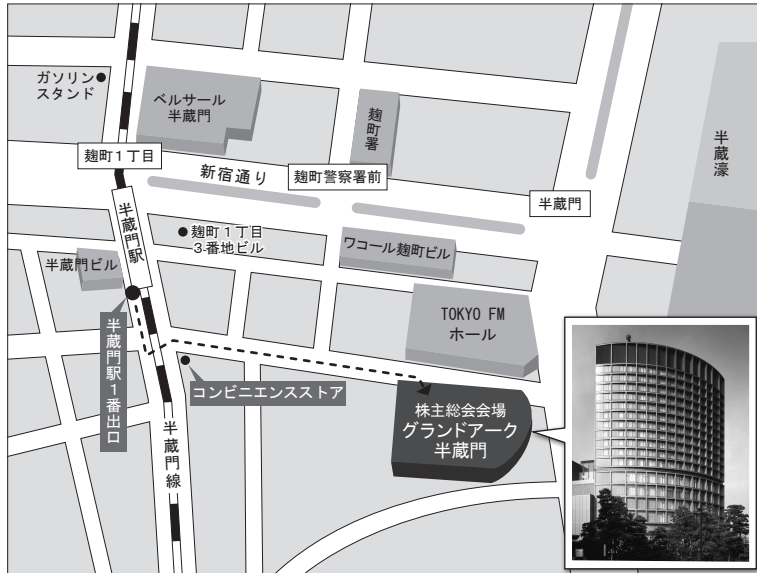 ガソリン
スタンド
ベルサール
半蔵門
麹町署
半蔵濠
麹町1丁目
新宿通り
麹町警察署前
半蔵門
半蔵門駅
麹町1丁目
3番地ビル
ワコール麹町ビル
半蔵門ビル
TOKYO FM
ホール
半蔵門駅1番出口
コンビニエンスストア
株主総会会場
グランドアーク
半蔵門
半蔵門線